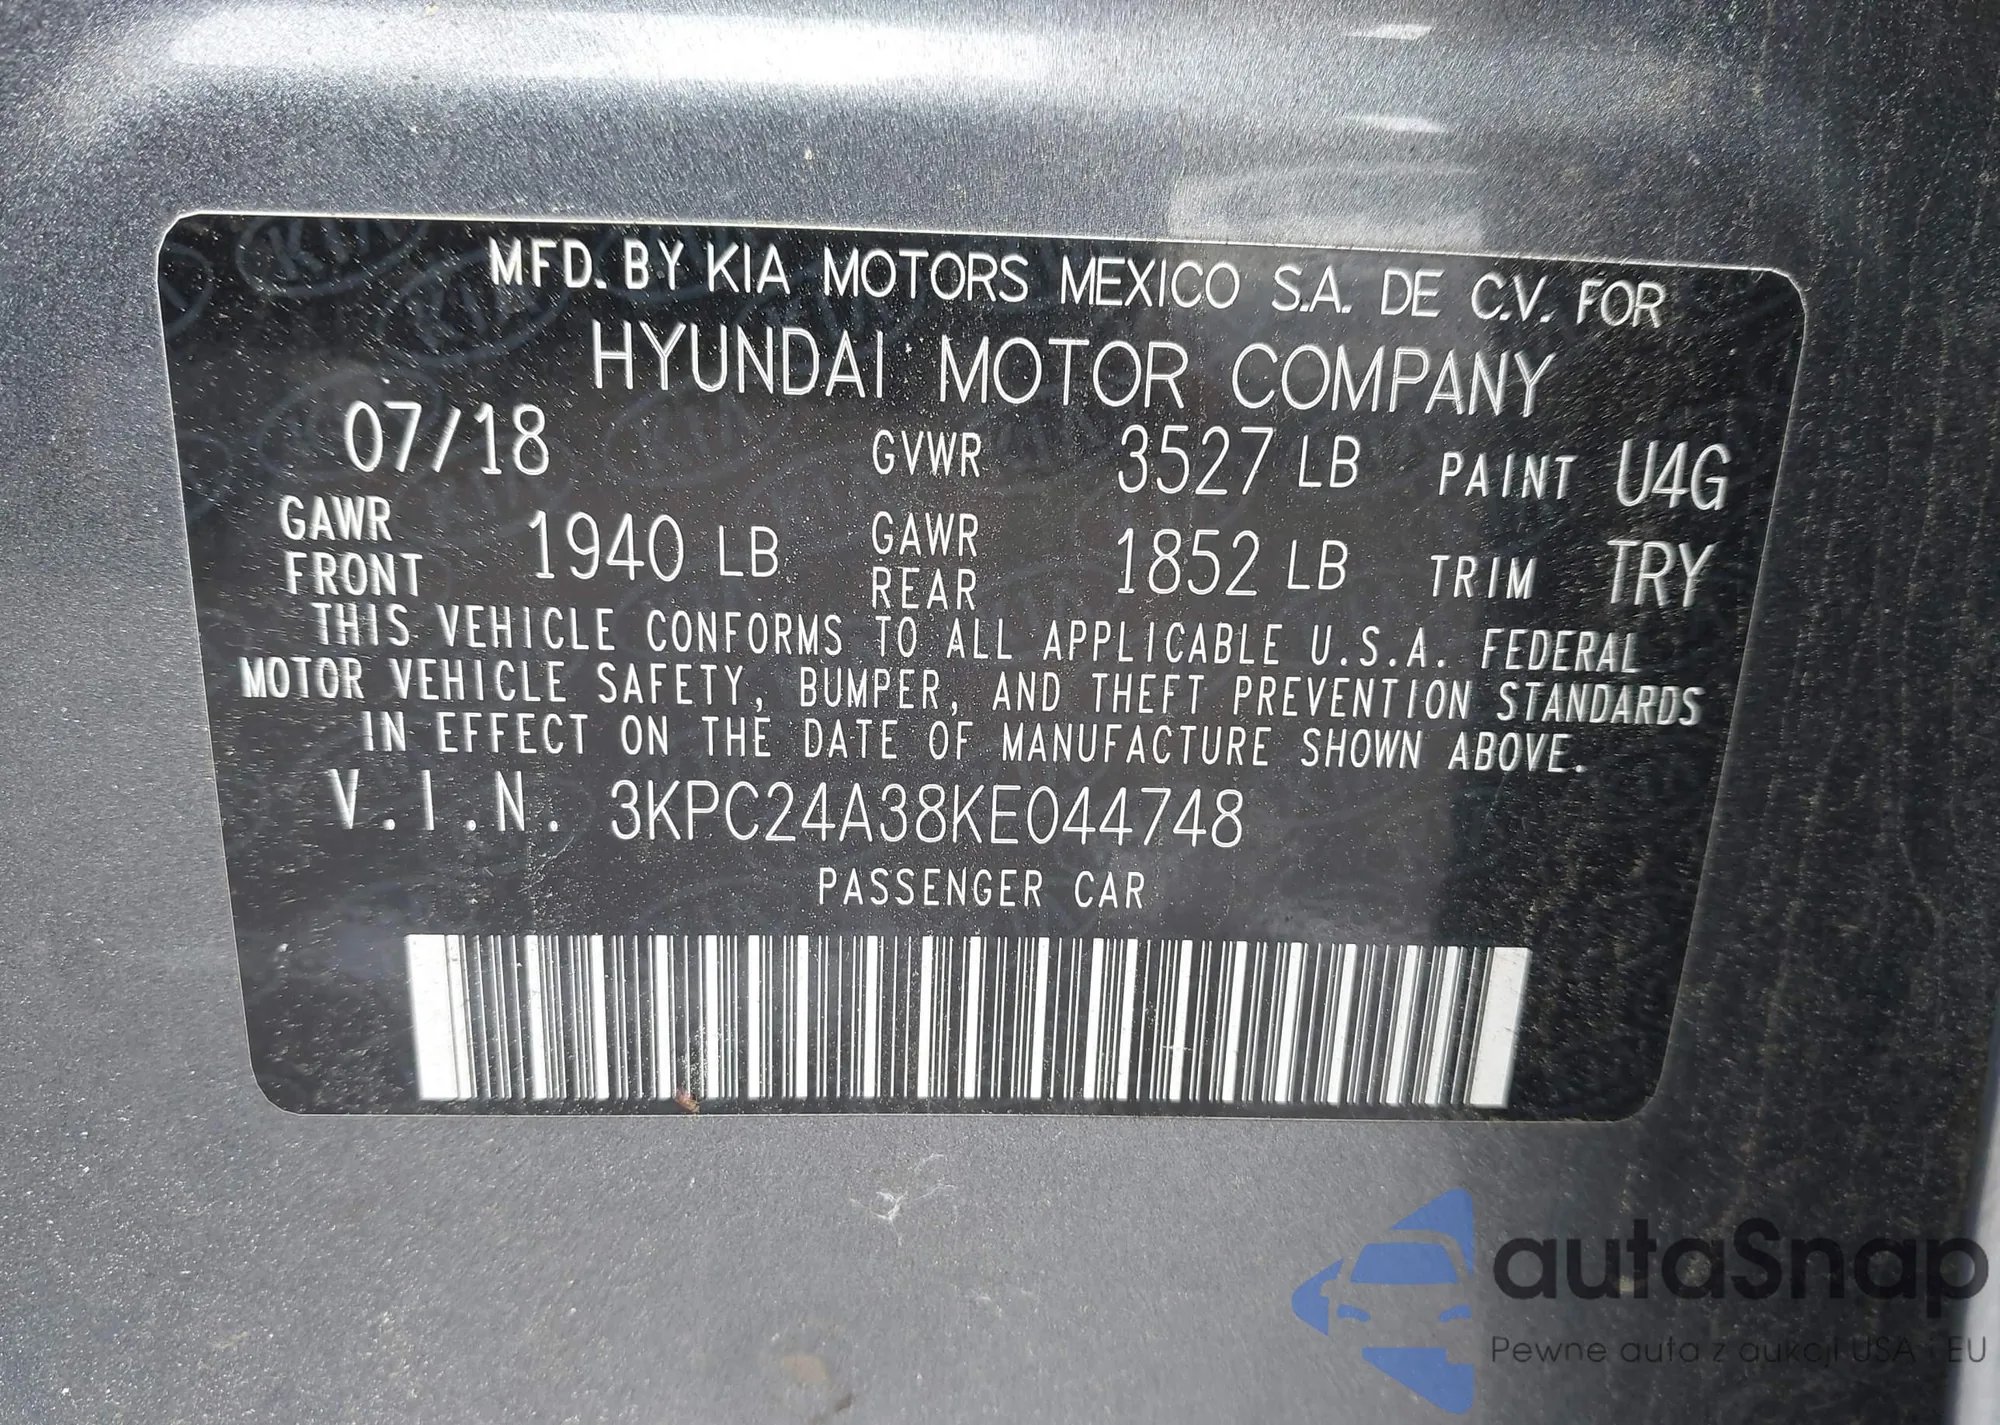 MFD. BY KIA MOTORS MEXICO S.A. DE C.V. FOR
HYUNDAI MOTOR COMPANY
07/18 GVWR 3527 LB PAINT U4G
GAWR FRONT 1940 LB GAWR REAR 1852 LB TRIM TRY
THIS VEHICLE CONFORMS TO ALL APPLICABLE U.S.A. FEDERAL
MOTOR VEHICLE SAFETY, BUMPER, AND THEFT PREVENTION STANDARDS
IN EFFECT ON THE DATE OF MANUFACTURE SHOWN ABOVE.
V.I.N. 3KPC24A38KE044748
PASSENGER CAR
autaSnap
Pewne auta z aukcji USA i EU